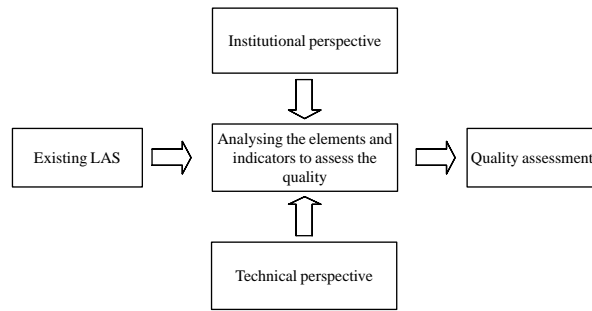 Institutional perspective
Existing LAS
Analysing the elements and
indicators to assess the
quality
Quality assessment
Technical perspective